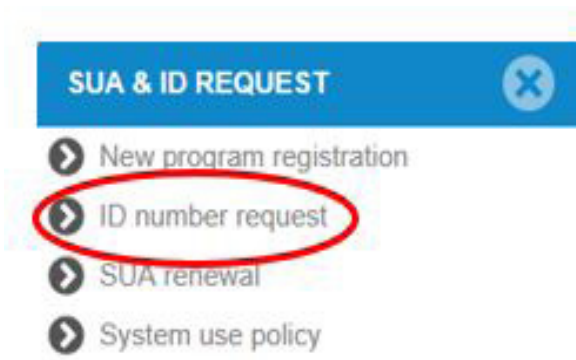 SUA & ID REQUEST
New program registration
ID number request
SUA renewal
System use policy